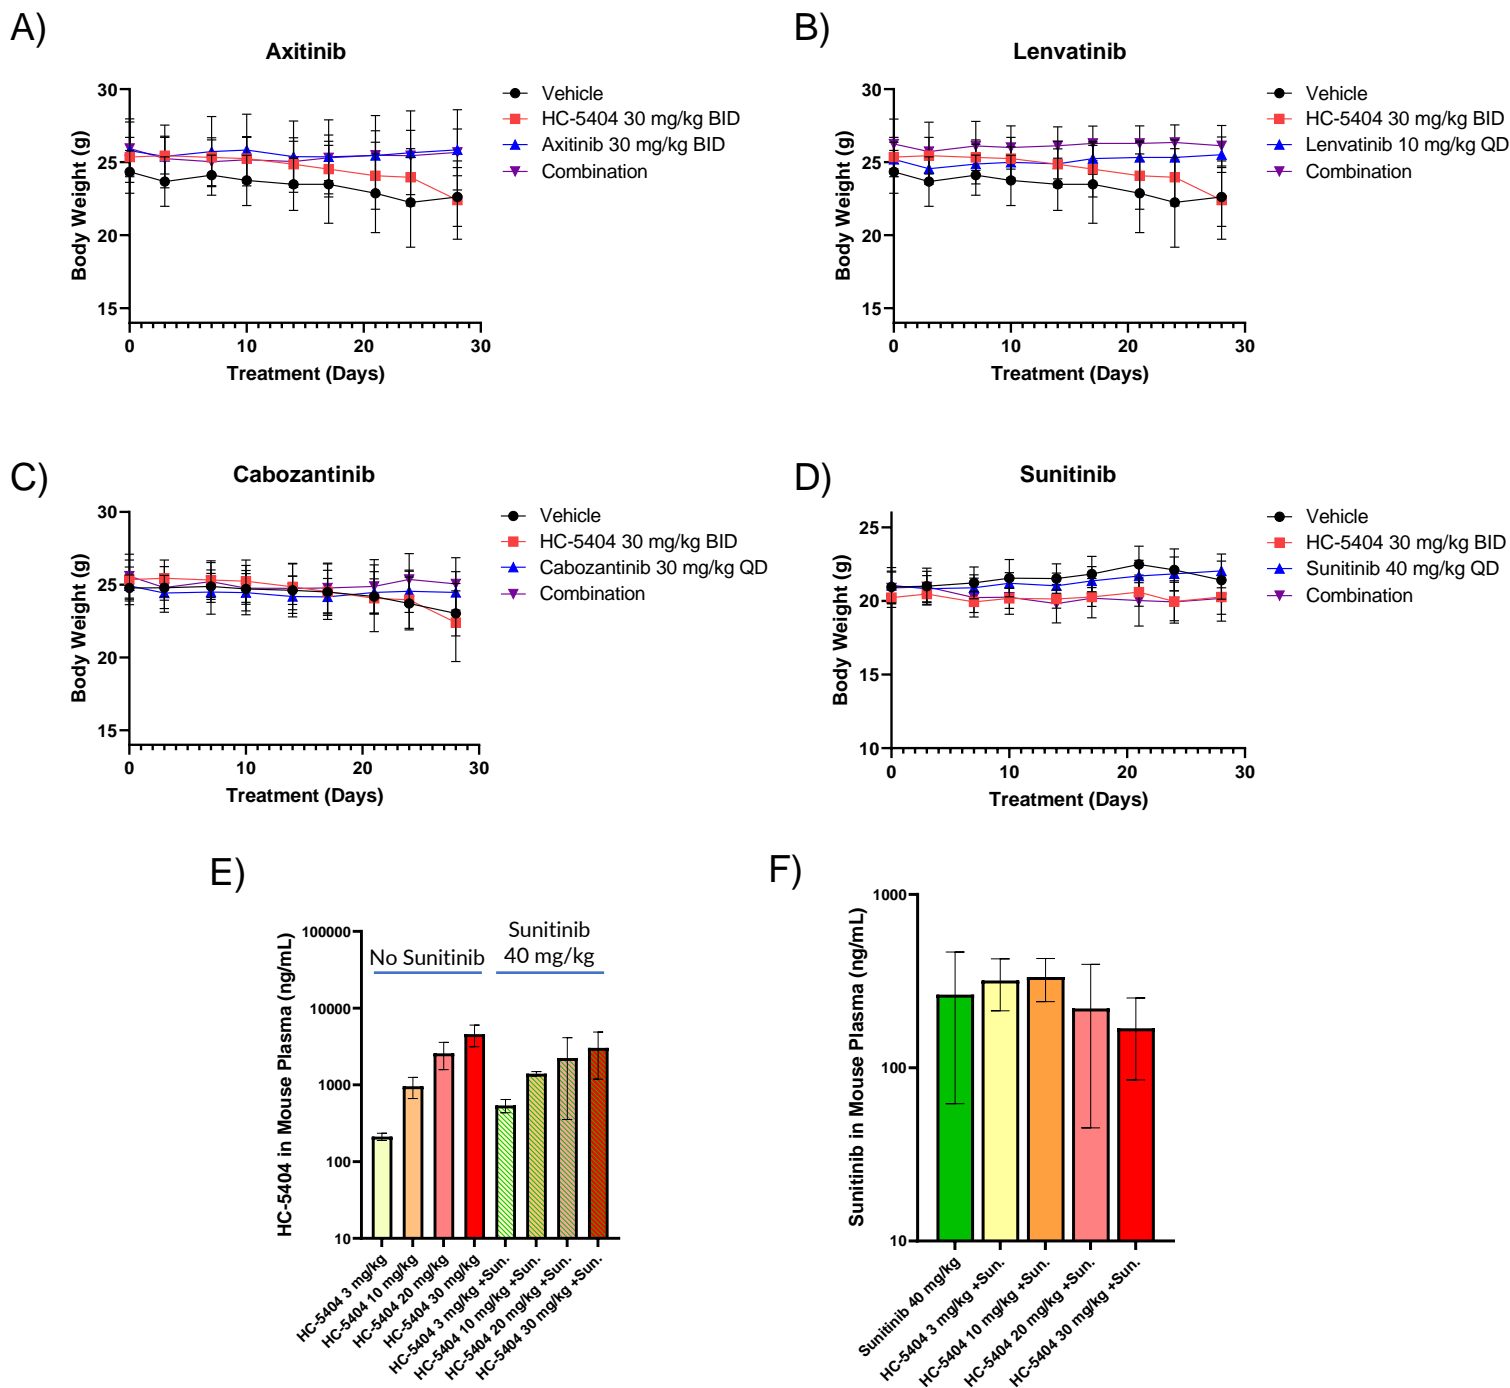 A)
Axitinib
Body Weight (g)
30
25
20
15
0
10
20
30
Treatment (Days)
Vehicle
HC-5404 30 mg/kg BID
Axitinib 30 mg/kg BID
Combination
B)
Lenvatinib
Body Weight (g)
30
25
20
15
0
10
20
30
Treatment (Days)
Vehicle
HC-5404 30 mg/kg BID
Lenvatinib 10 mg/kg QD
Combination
C)
Cabozantinib
Body Weight (g)
30
25
20
15
0
10
20
30
Treatment (Days)
Vehicle
HC-5404 30 mg/kg BID
Cabozantinib 30 mg/kg QD
Combination
D)
Sunitinib
Body Weight (g)
25
20
15
10
0
10
20
30
Treatment (Days)
Vehicle
HC-5404 30 mg/kg BID
Sunitinib 40 mg/kg QD
Combination
E)
HC-5404 in Mouse Plasma (ng/mL)
100000
10000
1000
100
10
No Sunitinib
Sunitinib
40 mg/kg
HC-5404 3 mg/kg
HC-5404 10 mg/kg
HC-5404 20 mg/kg
HC-5404 30 mg/kg
HC-5404 3 mg/kg +Sun.
HC-5404 10 mg/kg +Sun.
HC-5404 20 mg/kg +Sun.
HC-5404 30 mg/kg +Sun.
F)
Sunitinib in Mouse Plasma (ng/mL)
1000
100
10
Sunitinib 40 mg/kg
HC-5404 3 mg/kg +Sun.
HC-5404 10 mg/kg +Sun.
HC-5404 20 mg/kg +Sun.
HC-5404 30 mg/kg +Sun.